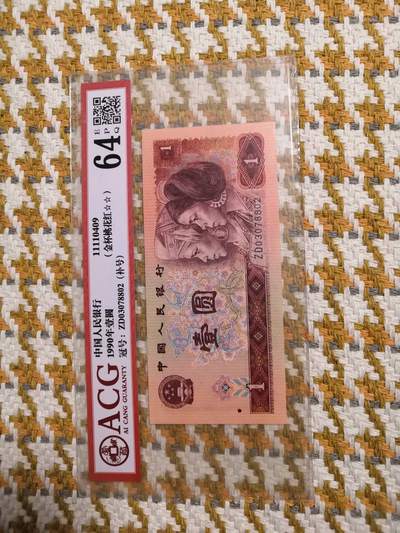 ACG
AI CANG GUARANTY
中国人民银行
1990年壹圆
冠号: ZD03078802 (补号)
11110409
(金杯桃花红☆☆)
64 EPQ
中国人民银行
壹圆
ZD03078802
1
1
1